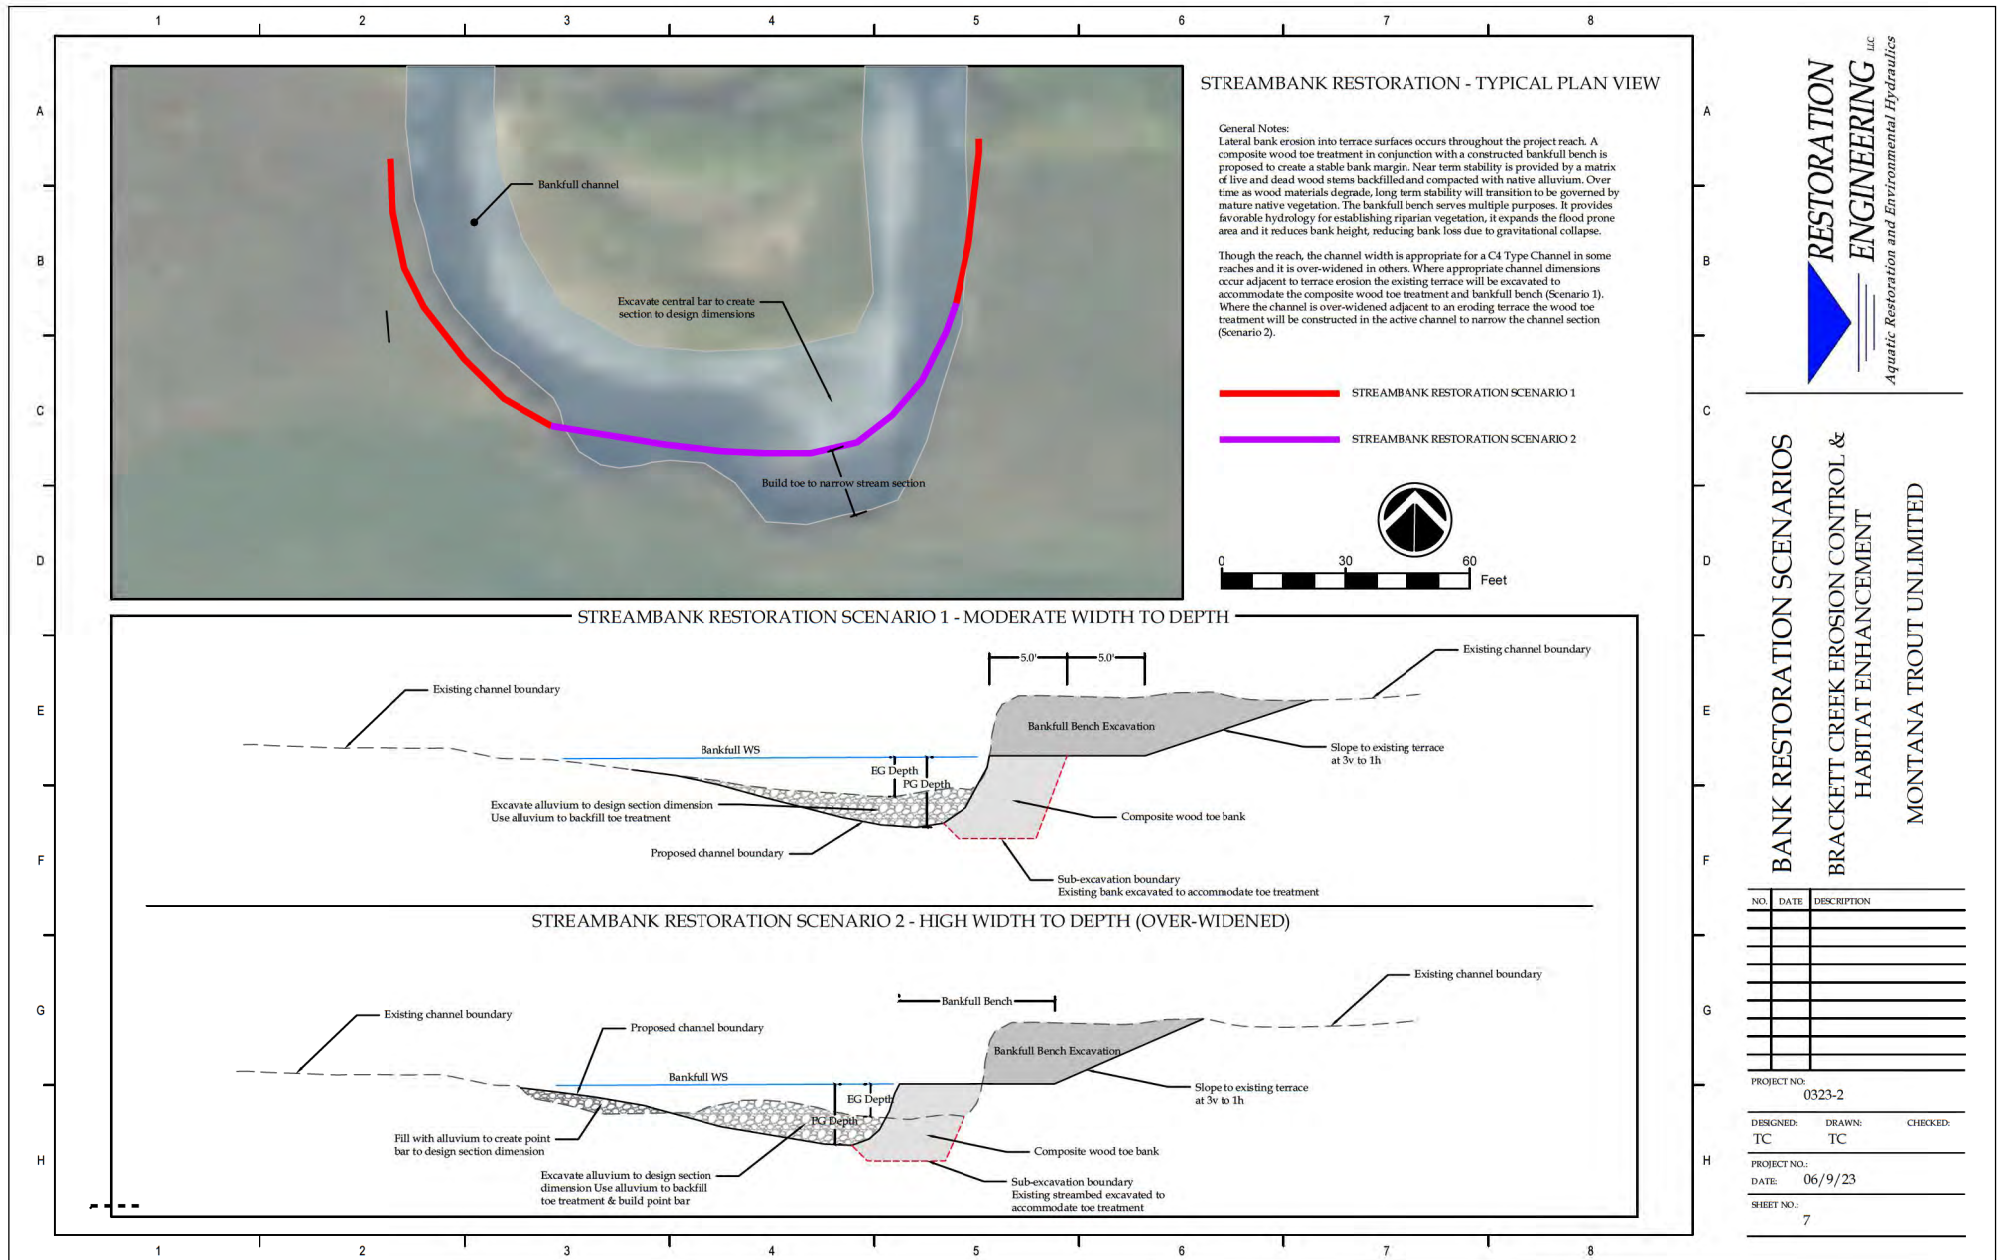 1 2 3 4 5 6 7 8
A
B
C
D
E
F
G
H
STREAMBANK RESTORATION - TYPICAL PLAN VIEW
General Notes:
Lateral bank erosion into terrace surfaces occurs throughout the project reach. A
composite wood toe treatment in conjunction with a constructed bankfull bench is
proposed to create a stable bank margin. Near term stability is provided by a matrix
of live and dead wood stems backfilled and compacted with native alluvium. Over
time as wood materials degrade, long term stability will transition to be governed by
mature native vegetation. The bankfull bench serves multiple purposes. It provides
favorable hydrology for establishing riparian vegetation, it expands the flood prone
area and it reduces bank height, reducing bank loss due to gravitational collapse.
Though the reach, the channel width is appropriate for a C4 Type Channel in some
reaches and it is over-widened in others. Where appropriate channel dimensions
occur adjacent to terrace erosion the existing terrace will be excavated to
accommodate the composite wood toe treatment and bankfull bench (Scenario 1).
Where the channel is over-widened adjacent to an eroding terrace the wood toe
treatment will be constructed in the active channel to narrow the channel section
(Scenario 2).
STREAMBANK RESTORATION SCENARIO 1
STREAMBANK RESTORATION SCENARIO 2
0 30 60
Feet
Bankfull channel
Excavate central bar to create
section to design dimensions
Build toe to narrow stream section
STREAMBANK RESTORATION SCENARIO 1 - MODERATE WIDTH TO DEPTH
5.0' 5.0'
Existing channel boundary
Existing channel boundary
Bankfull Bench Excavation
Bankfull WS
Slope to existing terrace
at 3v to 1h
EG Depth
PG Depth
Excavate alluvium to design section dimension
Use alluvium to backfill toe treatment
Composite wood toe bank
Proposed channel boundary
Sub-excavation boundary
Existing bank excavated to accommodate toe treatment
STREAMBANK RESTORATION SCENARIO 2 - HIGH WIDTH TO DEPTH (OVER-WIDENED)
Existing channel boundary
Bankfull Bench
Existing channel boundary
Proposed channel boundary
Bankfull Bench Excavation
Bankfull WS
Slope to existing terrace
at 3v to 1h
EG Depth
PG Depth
Fill with alluvium to create point
bar to design section dimension
Composite wood toe bank
Excavate alluvium to design section
dimension Use alluvium to backfill
toe treatment & build point bar
Sub-excavation boundary
Existing streambed excavated to
accommodate toe treatment
1 2 3 4 5 6 7 8
A
B
C
D
E
F
G
H
RESTORATION
ENGINEERING LLC
Aquatic Restoration and Environmental Hydraulics
BANK RESTORATION SCENARIOS
BRACKETT CREEK EROSION CONTROL &
HABITAT ENHANCEMENT
MONTANA TROUT UNLIMITED
NO. DATE DESCRIPTION
PROJECT NO:
0323-2
DESIGNED: DRAWN: CHECKED:
TC TC
PROJECT NO.:
DATE: 06/9/23
SHEET NO.:
7